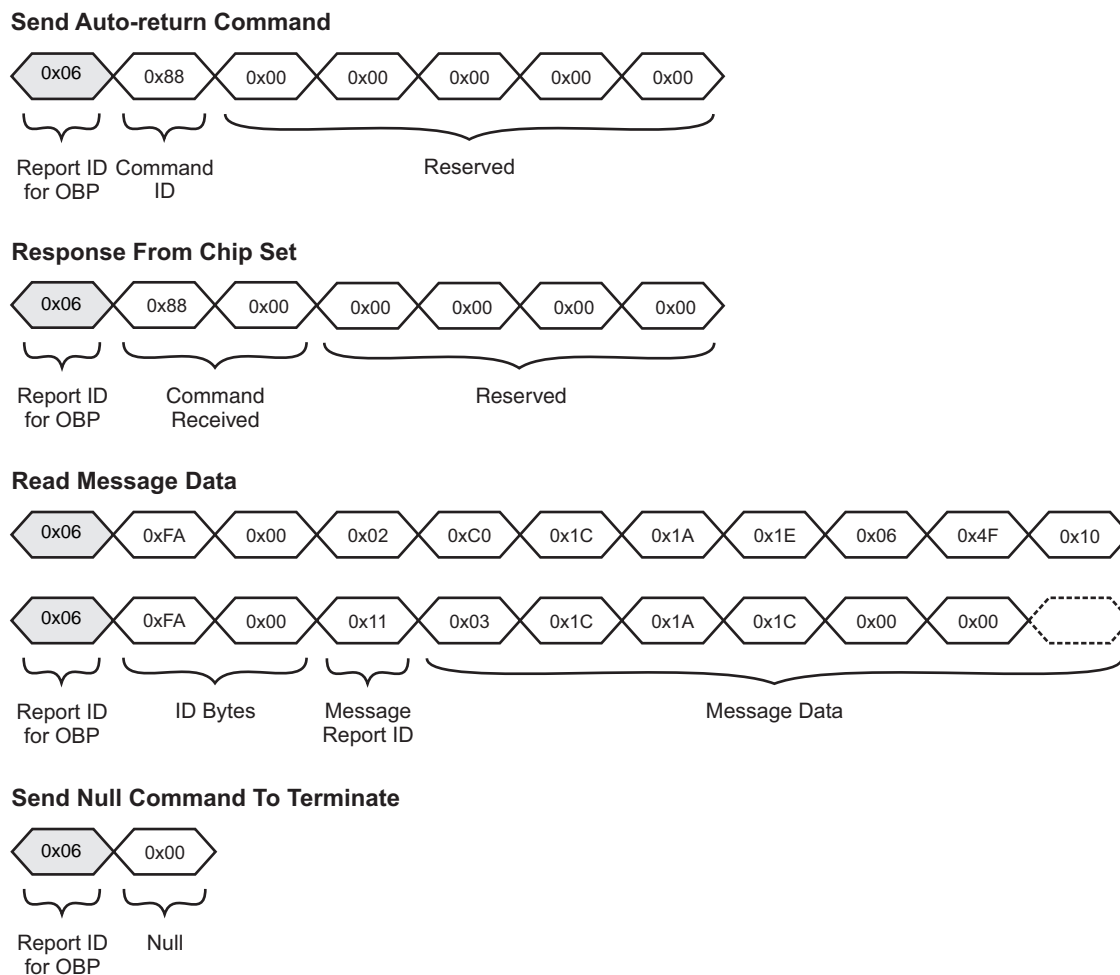 Send Auto-return Command
0x06 0x88 0x00 0x00 0x00 0x00 0x00
Report ID Command Reserved
for OBP ID
Response From Chip Set
0x06 0x88 0x00 0x00 0x00 0x00 0x00
Report ID Command Reserved
for OBP Received
Read Message Data
0x06 0xFA 0x00 0x02 0xC0 0x1C 0x1A 0x1E 0x06 0x4F 0x10
0x06 0xFA 0x00 0x11 0x03 0x1C 0x1A 0x1C 0x00 0x00
Report ID ID Bytes Message Message Data
for OBP Report ID
Send Null Command To Terminate
0x06 0x00
Report ID Null
for OBP